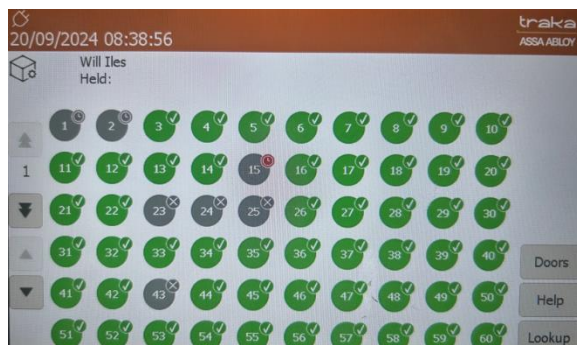 traka
20/09/2024 08:38:56
ASSA ABLOY
Will Iles
Held:
1 2 3 4 5 6 7 8 9 10
1 11 12 13 14 15 16 17 18 19 20
21 22 23 24 25 26 27 28 29 30
31 32 33 34 35 36 37 38 39 40
Doors
41 42 43 44 45 46 47 48 49 50
Help
51 52 53 54 55 56 57 58 59 60
Lookup